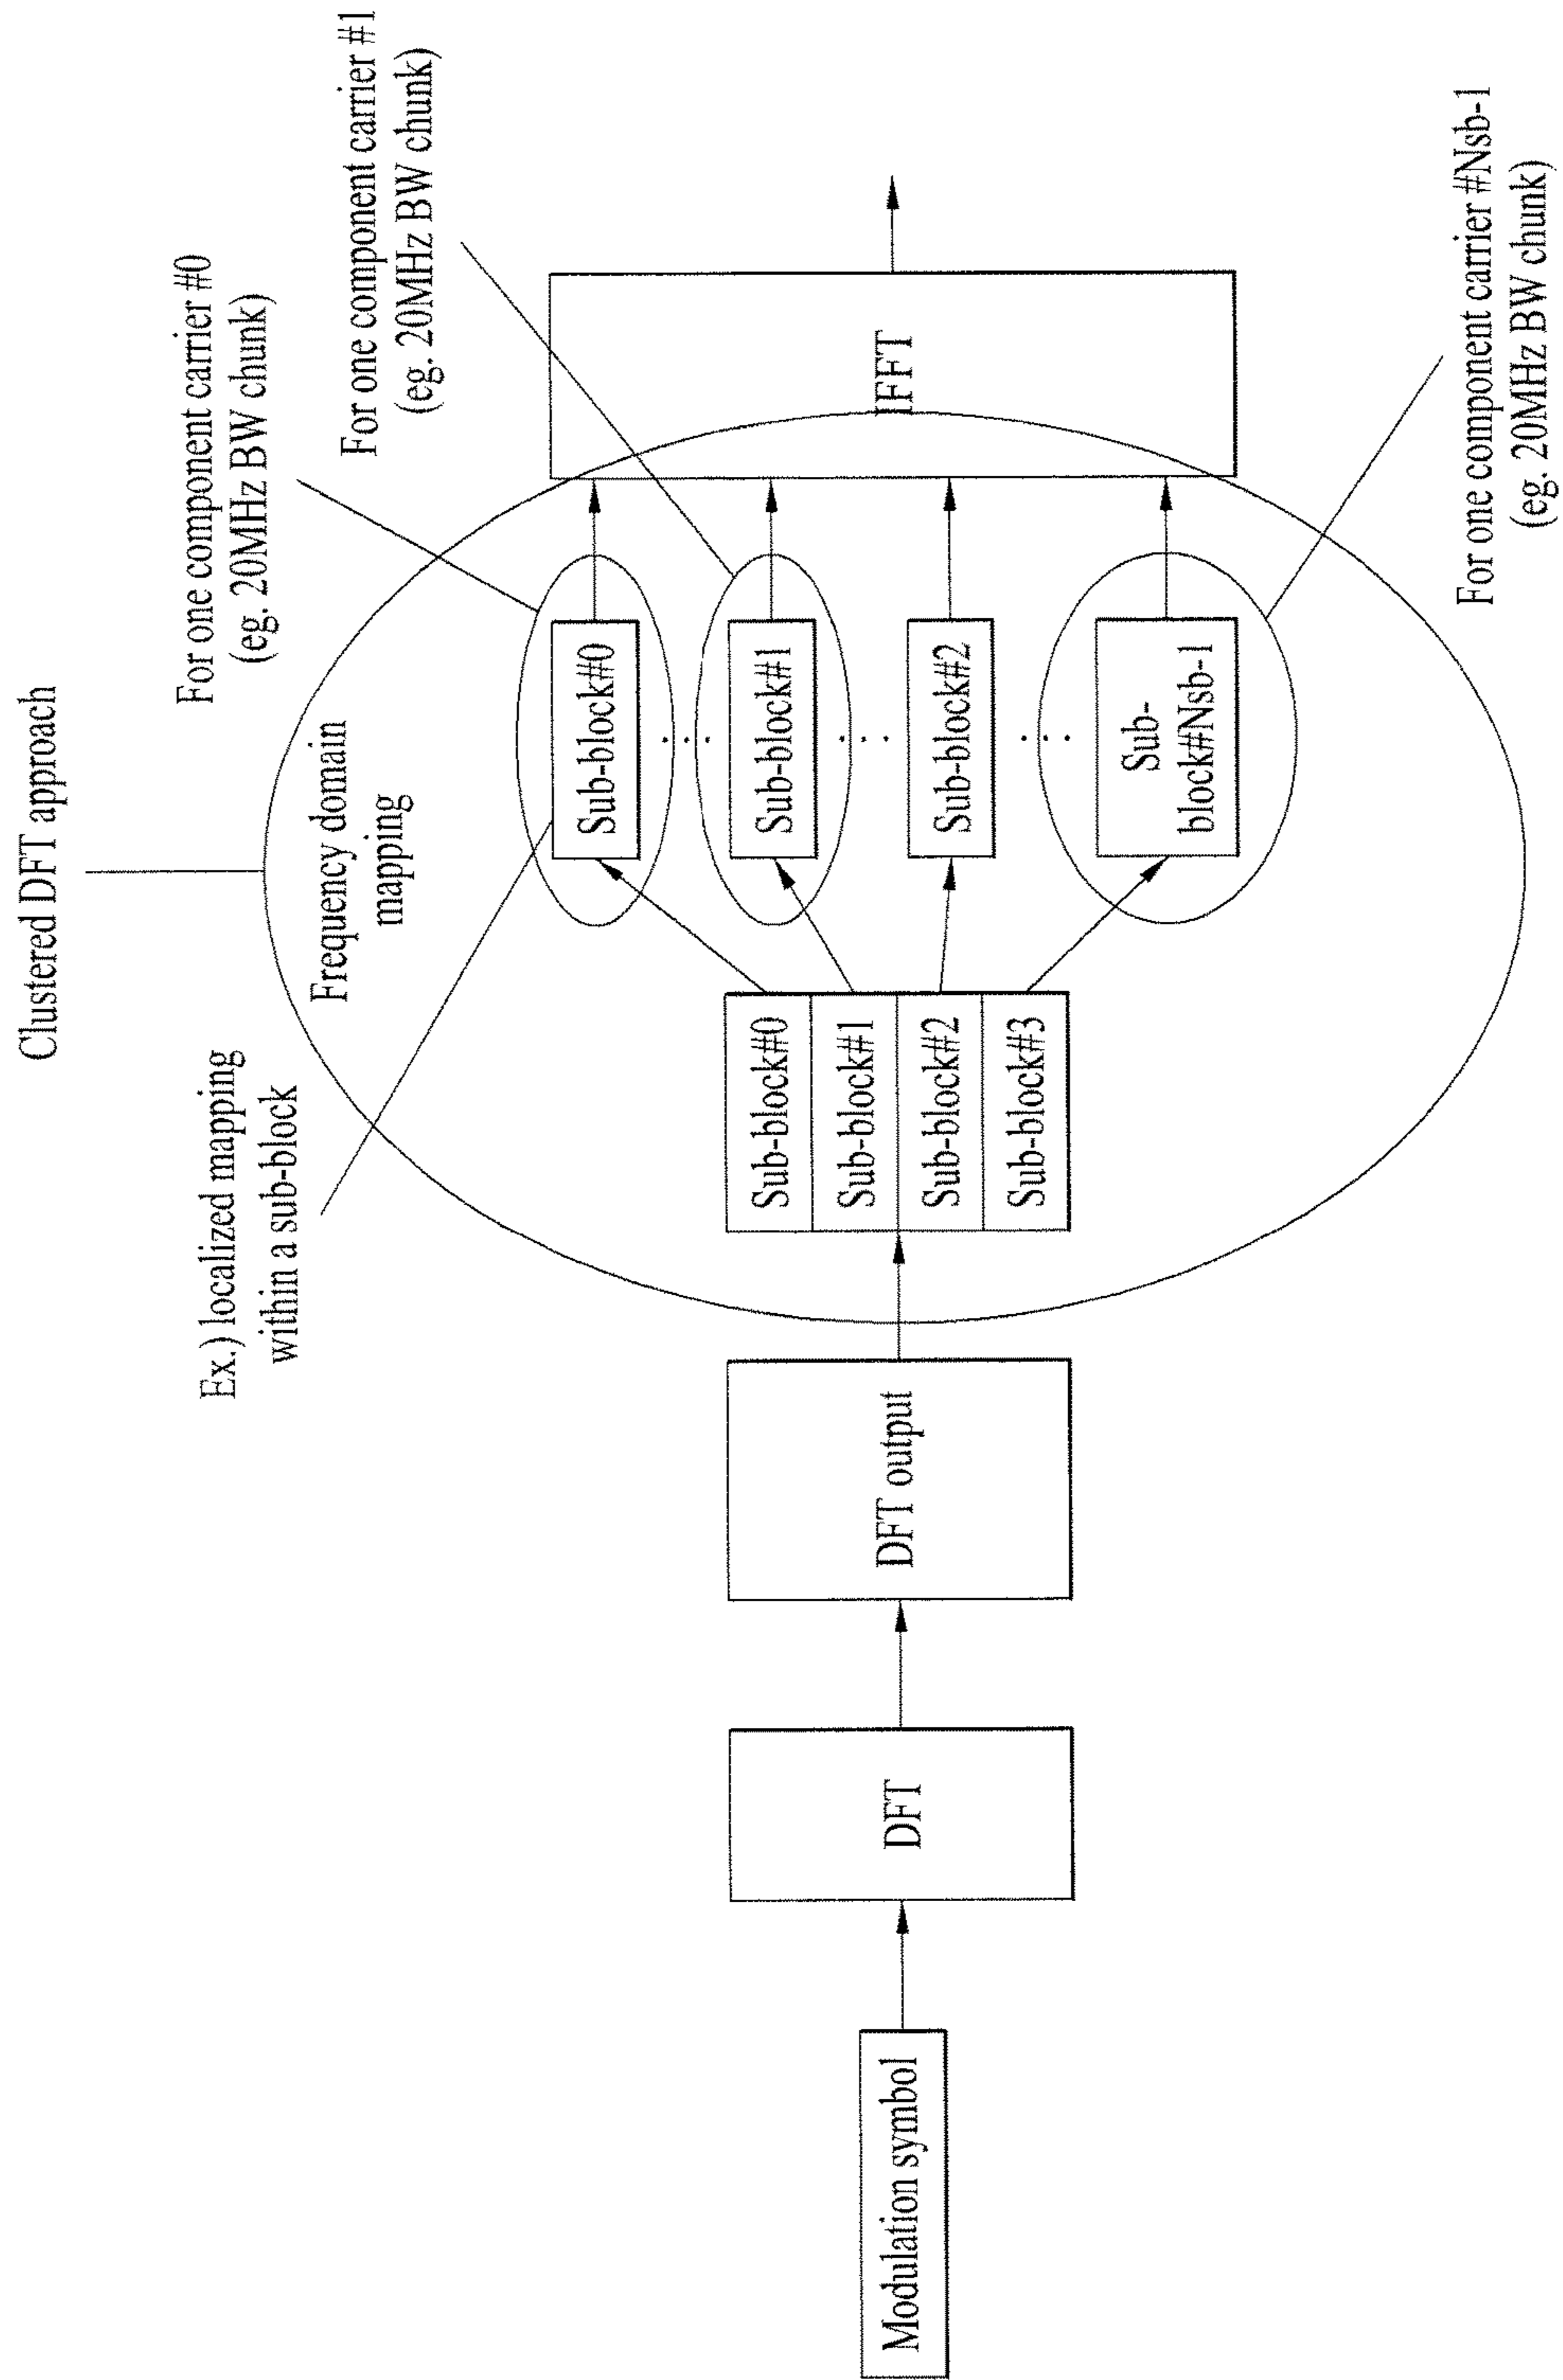 Clustered DFT approach
For one component carrier #0
(eg. 20MHz BW chunk)
Ex.) localized mapping
within a sub-block
Frequency domain
mapping
For one component carrier #1
(eg. 20MHz BW chunk)
Modulation symbol
DFT
DFT output
Sub-block#0
Sub-block#1
Sub-block#2
Sub-block#3
Sub-block#0
Sub-block#1
Sub-block#2
Sub-
block#Nsb-1
IFFT
For one component carrier #Nsb-1
(eg. 20MHz BW chunk)